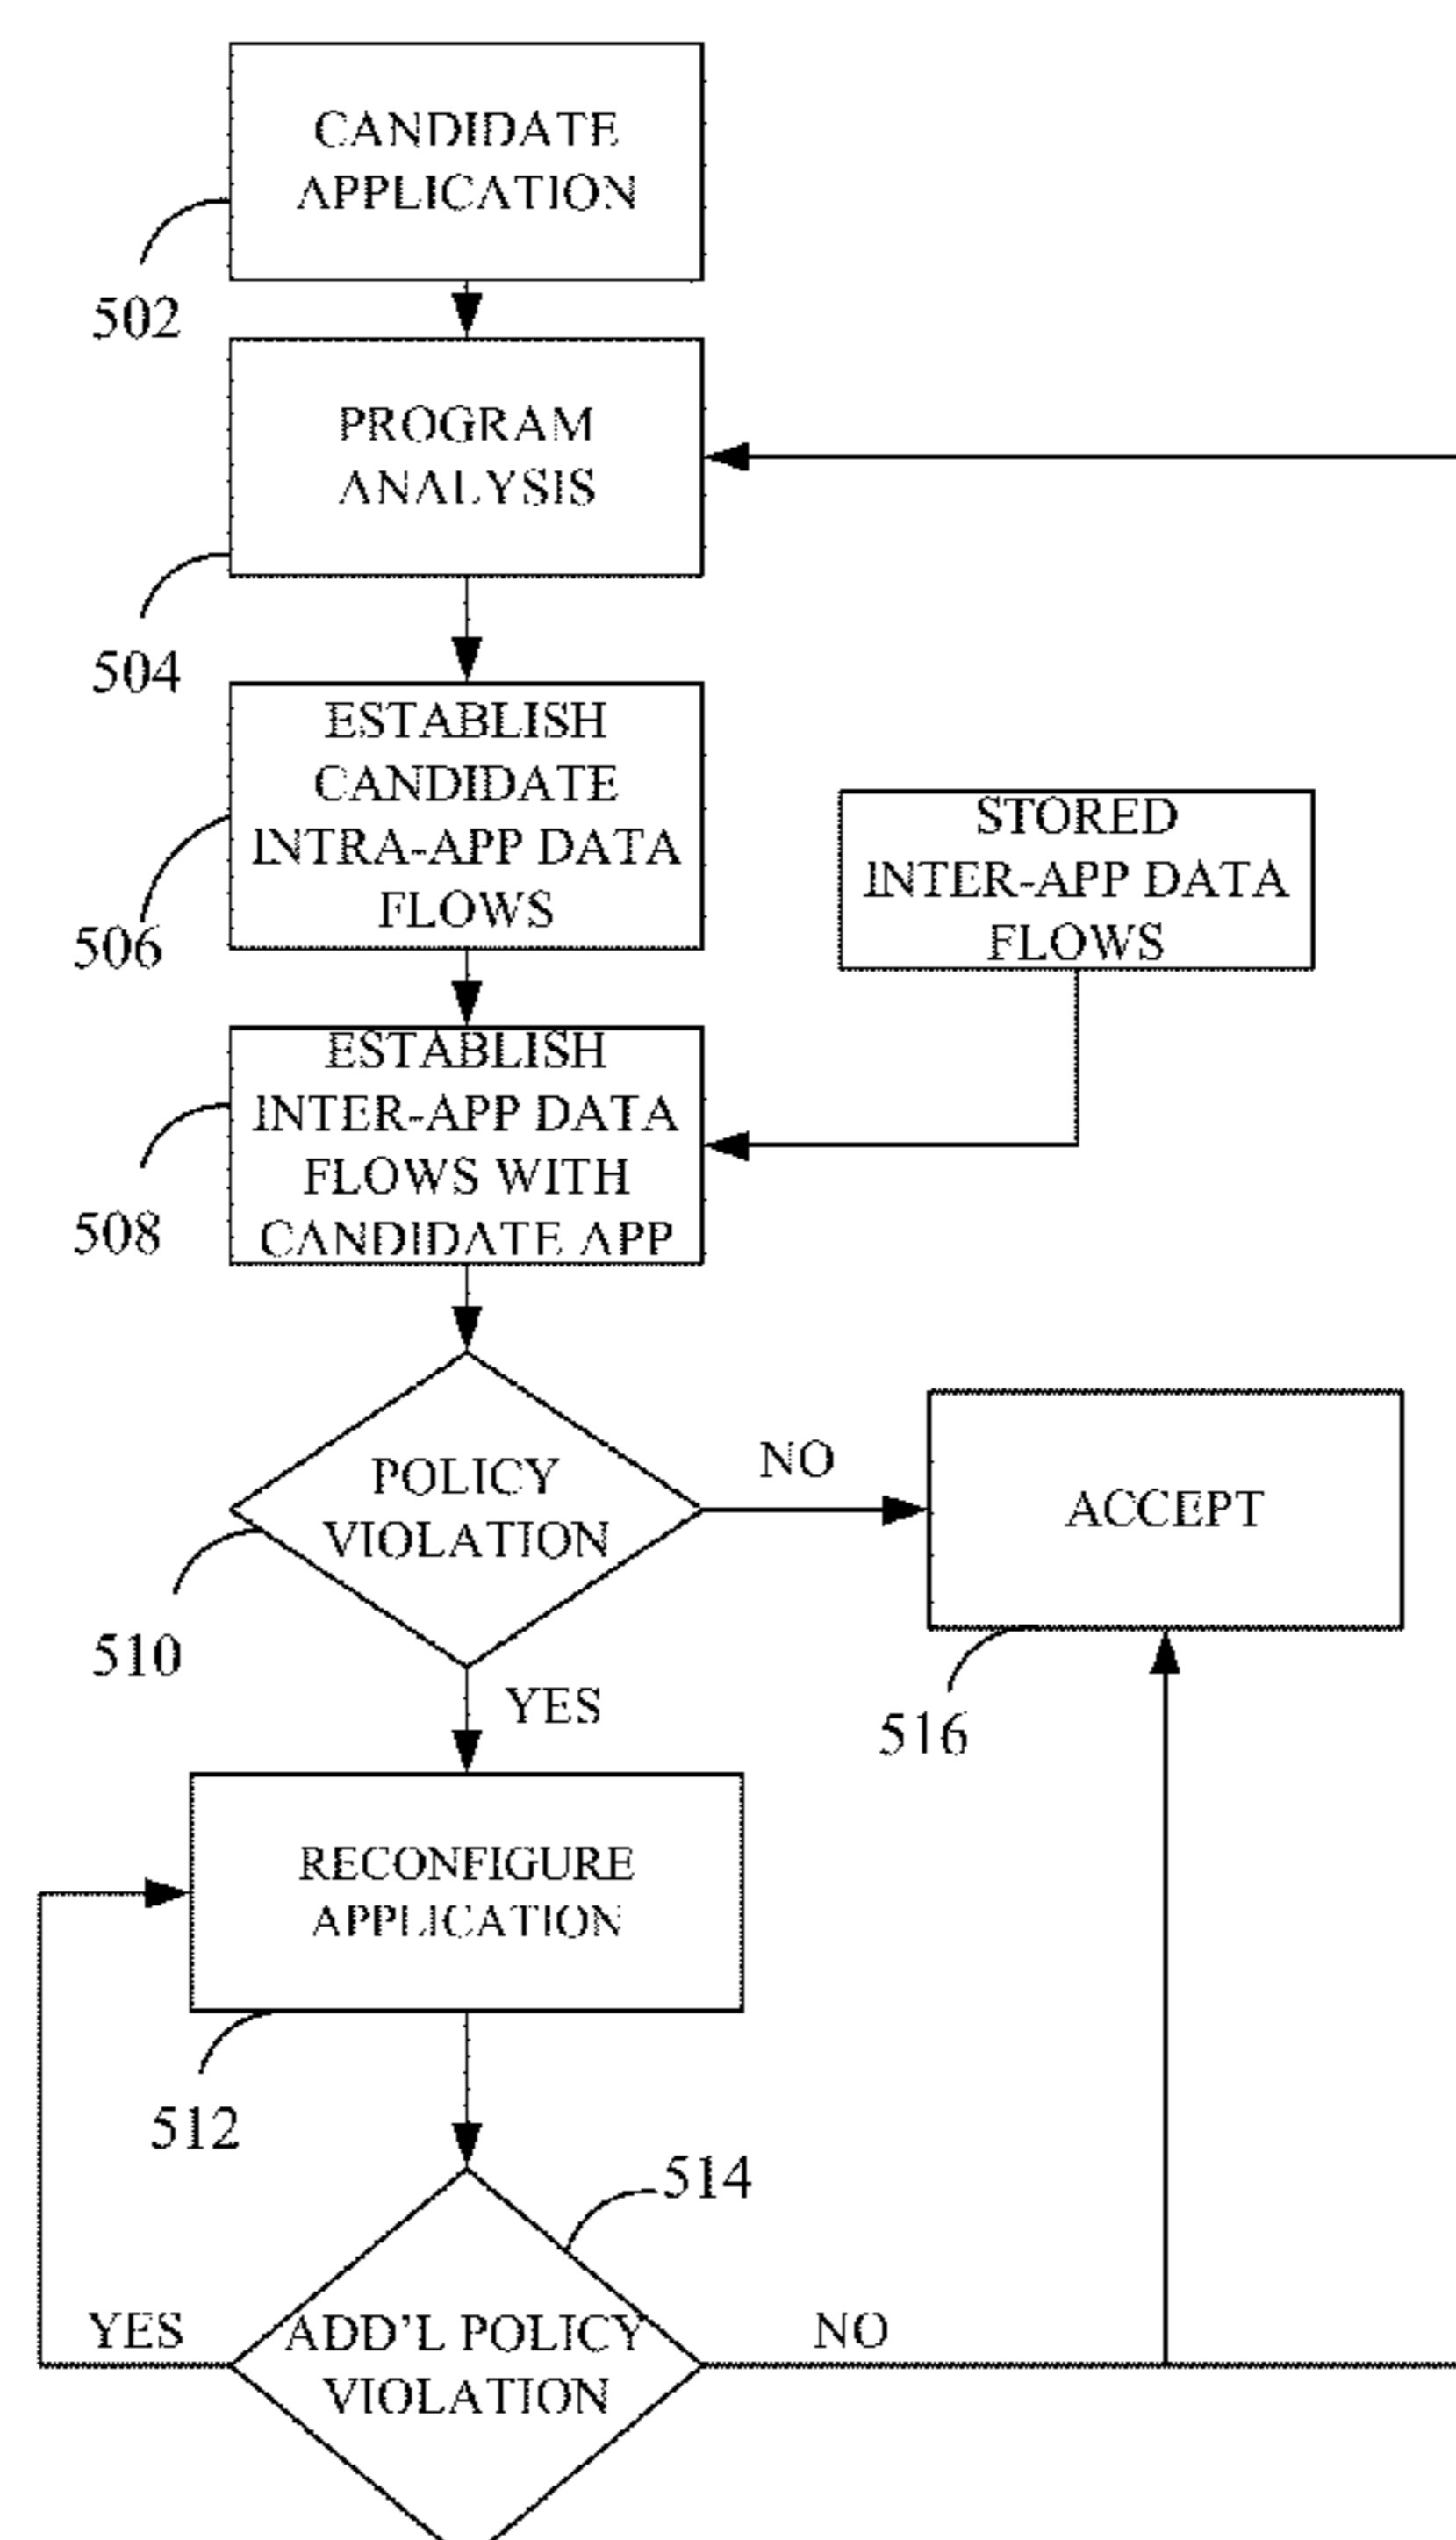 CANDIDATE
APPLICATION
502
PROGRAM
ANALYSIS
504
ESTABLISH
CANDIDATE
INTRA-APP DATA
FLOWS
506
STORED
INTER-APP DATA
FLOWS
ESTABLISH
INTER-APP DATA
FLOWS WITH
CANDIDATE APP
508
POLICY
VIOLATION
510
NO
ACCEPT
516
YES
RECONFIGURE
APPLICATION
512
514
YES
ADD'L POLICY
VIOLATION
NO